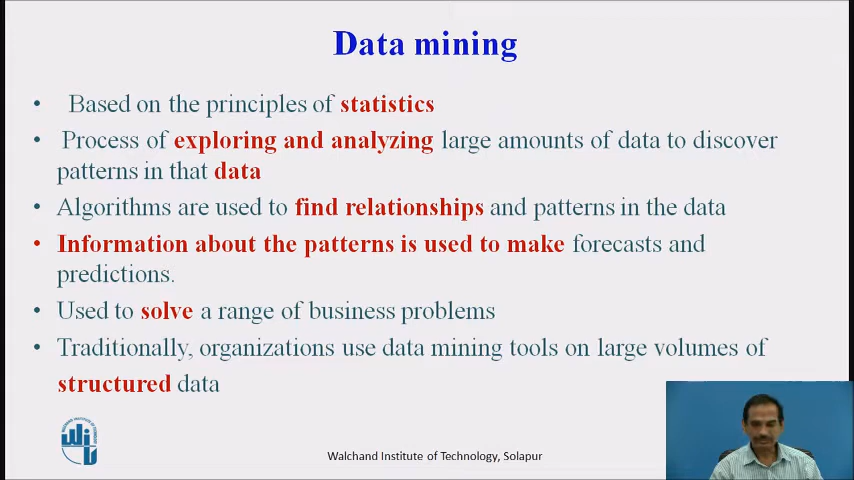 Data mining
• Based on the principles of statistics
• Process of exploring and analyzing large amounts of data to discover
patterns in that data
• Algorithms are used to find relationships and patterns in the data
• Information about the patterns is used to make forecasts and
predictions.
• Used to solve a range of business problems
• Traditionally, organizations use data mining tools on large volumes of
structured data
Walchand Institute of Technology, Solapur